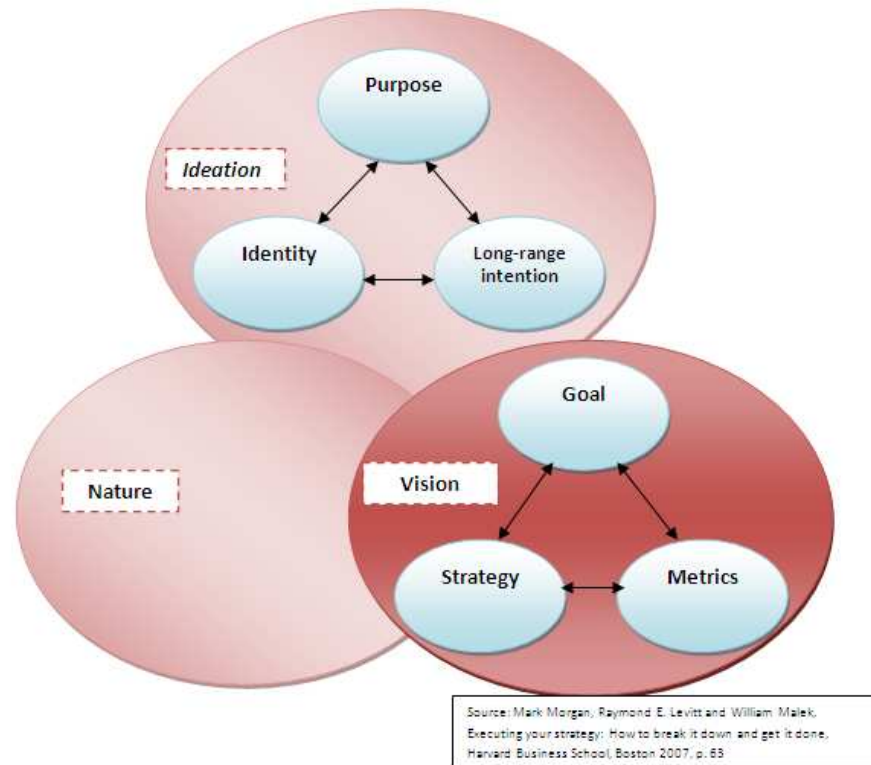 Purpose
Ideation
Identity
Long-range
intention
Goal
Nature
Vision
Strategy
Metrics
Source: Mark Morgan, Raymond E. Levitt and William Malek,
Executing your strategy: How to break it down and get it done,
Harvard Business School, Boston 2007, p. 63